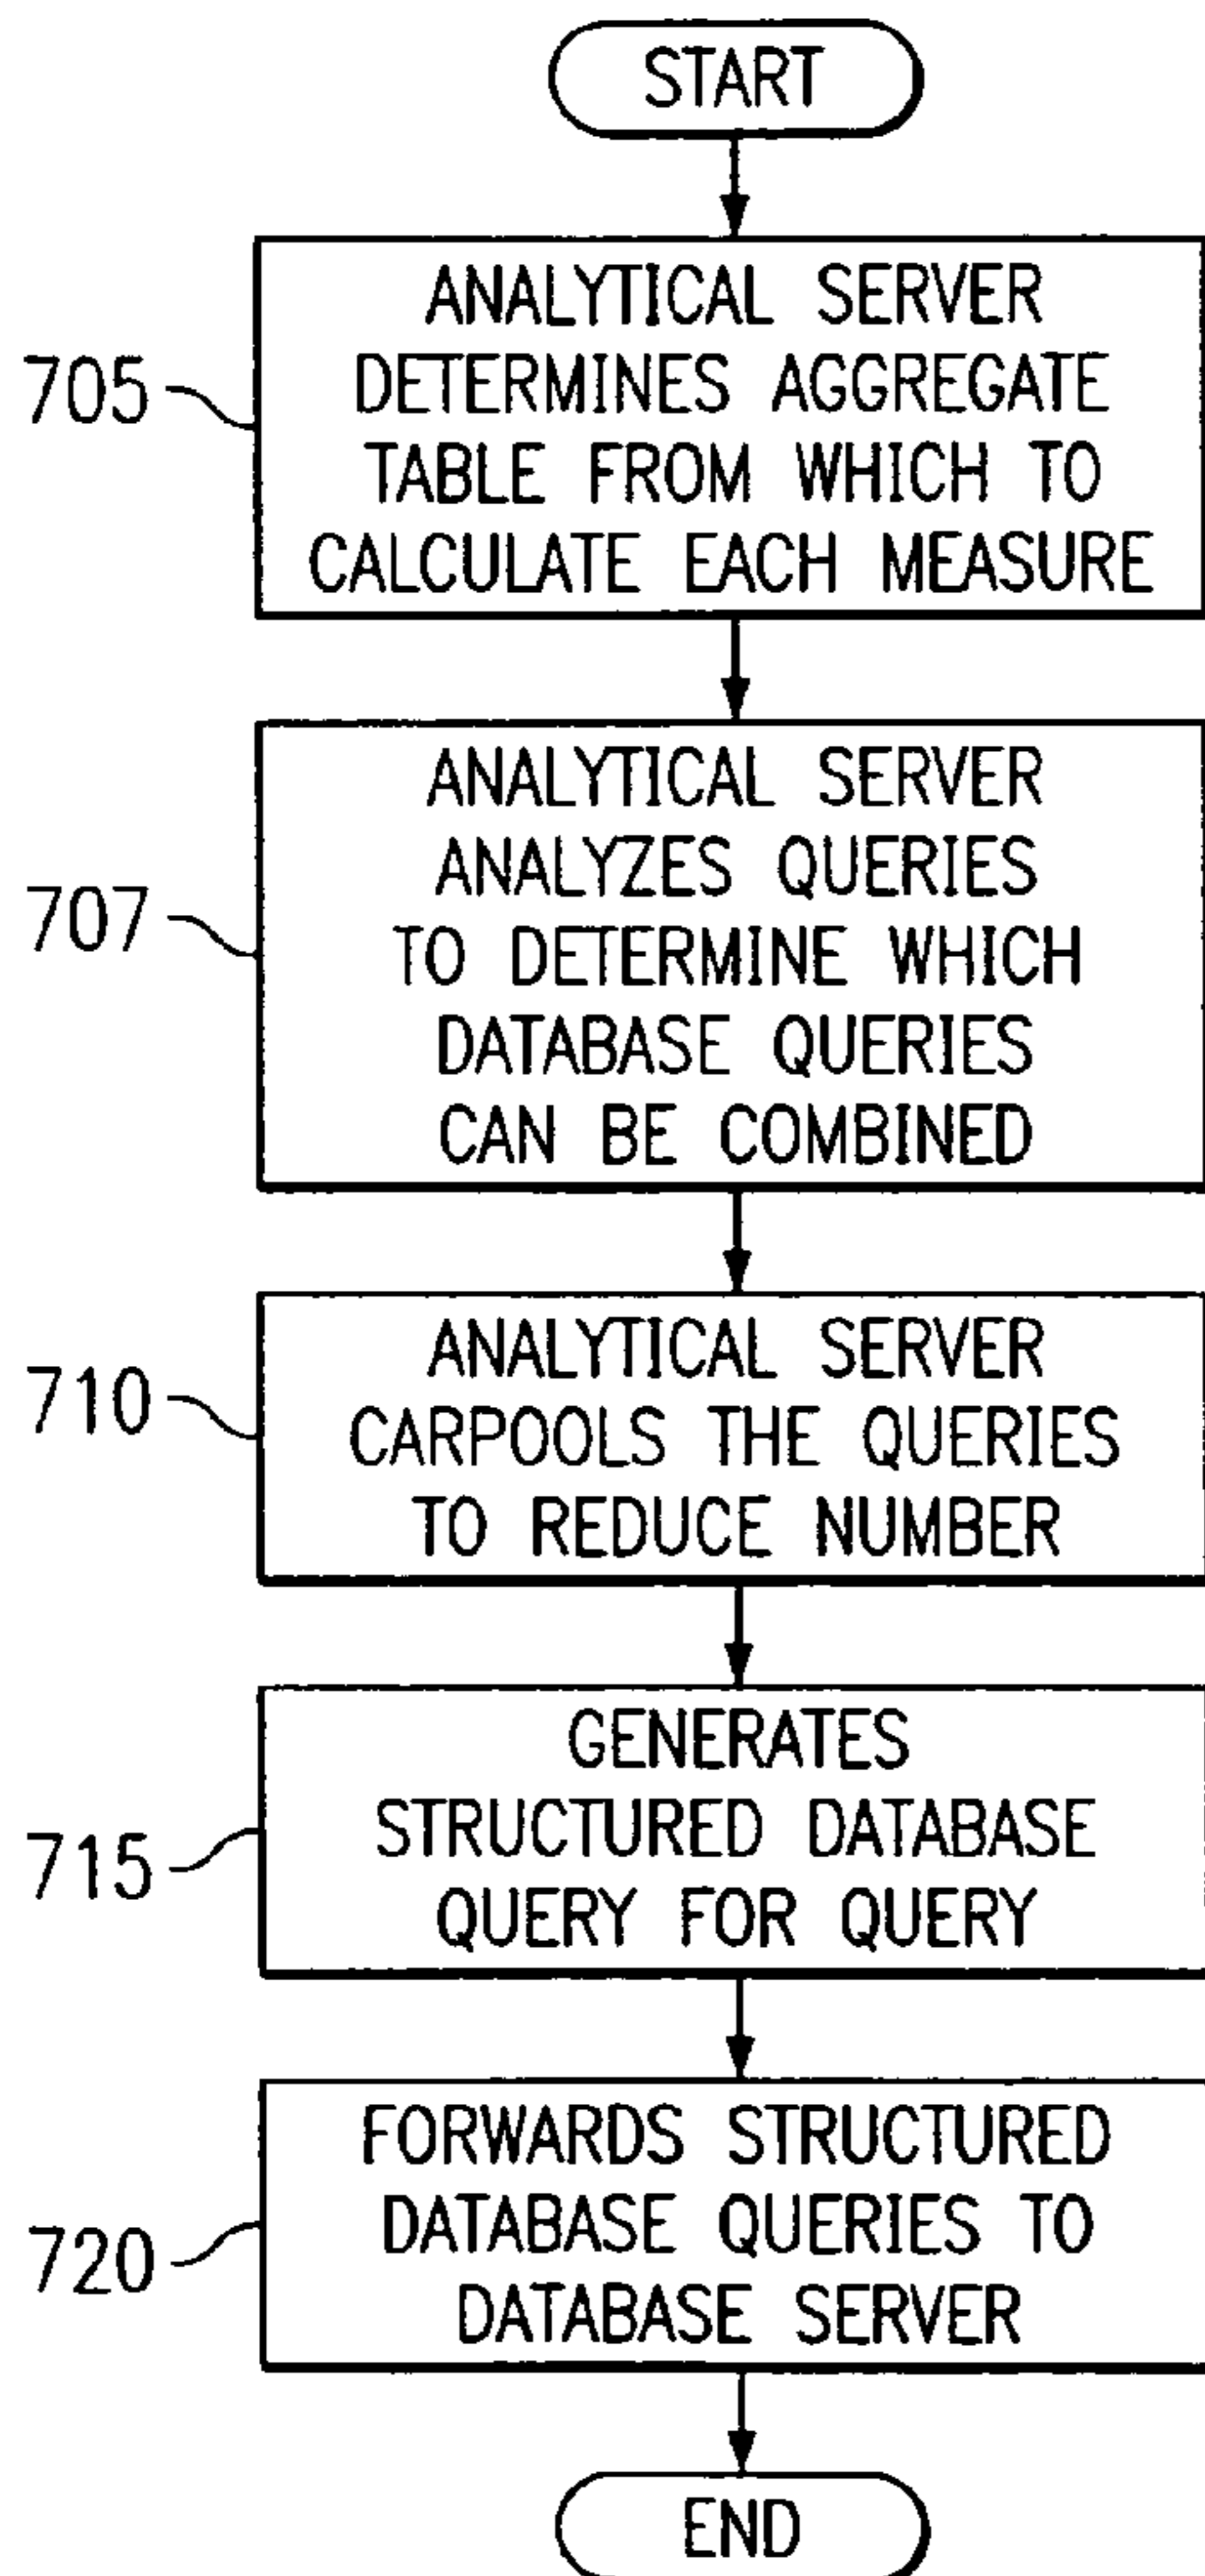 START
705
ANALYTICAL SERVER
DETERMINES AGGREGATE
TABLE FROM WHICH TO
CALCULATE EACH MEASURE
707
ANALYTICAL SERVER
ANALYZES QUERIES
TO DETERMINE WHICH
DATABASE QUERIES
CAN BE COMBINED
710
ANALYTICAL SERVER
CARPOOLS THE QUERIES
TO REDUCE NUMBER
715
GENERATES
STRUCTURED DATABASE
QUERY FOR QUERY
720
FORWARDS STRUCTURED
DATABASE QUERIES TO
DATABASE SERVER
END